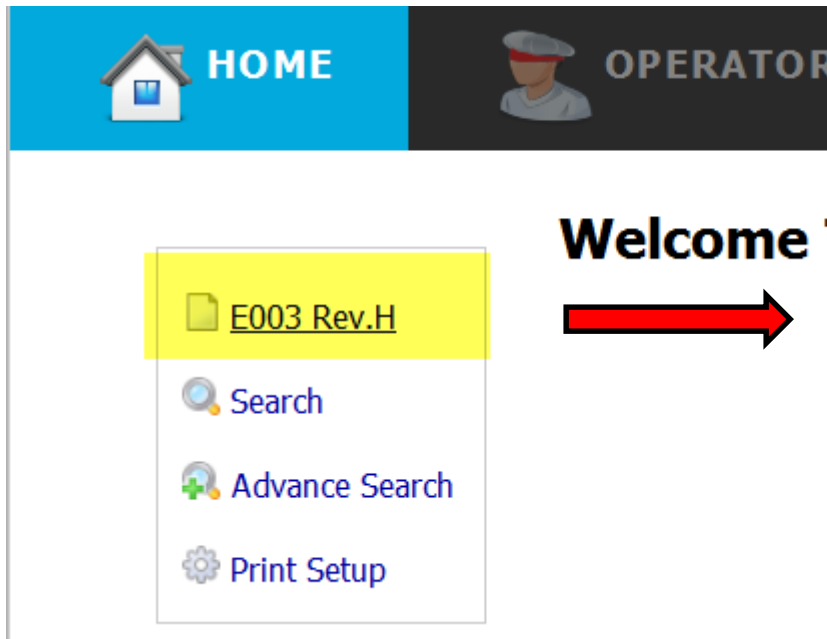 HOME
OPERATOR
Welcome
E003 Rev.H
Search
Advance Search
Print Setup